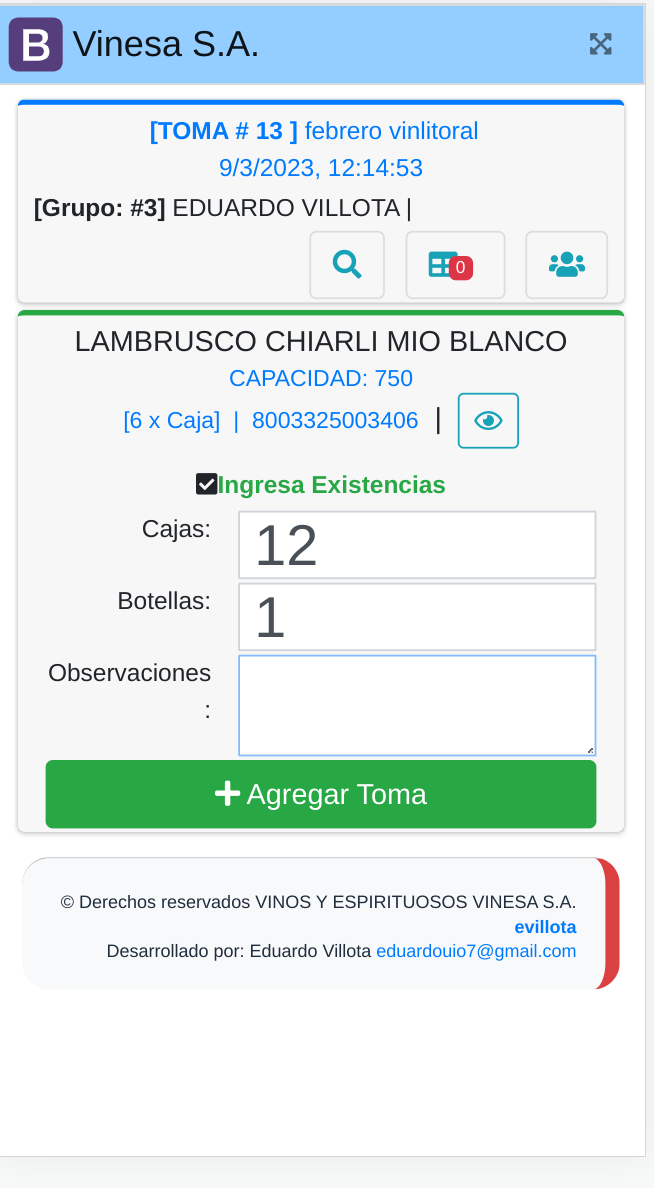 B Vinesa S.A.
[TOMA # 13 ] febrero vinlitoral
9/3/2023, 12:14:53
[Grupo: #3] EDUARDO VILLOTA |
0
LAMBRUSCO CHIARLI MIO BLANCO
CAPACIDAD: 750
[6 x Caja] | 8003325003406 |
Ingresa Existencias
Cajas: 12
Botellas: 1
Observaciones
:
Agregar Toma
© Derechos reservados VINOS Y ESPIRITUOSOS VINESA S.A.
evillota
Desarrollado por: Eduardo Villota eduardouio7@gmail.com